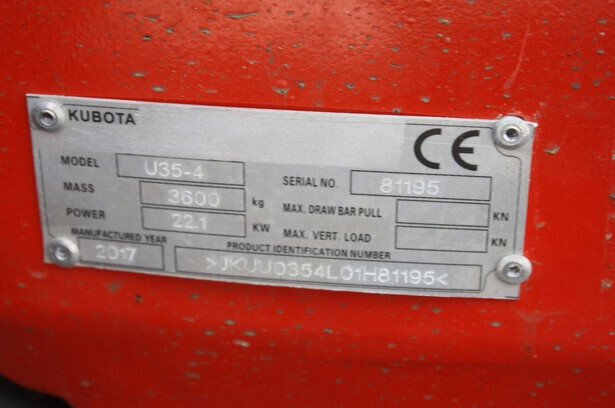 KUBOTA
CE
MODEL U35-4 SERIAL NO. 81195
MASS 3600 kg MAX. DRAW BAR PULL KN
POWER 22.1 KW MAX. VERT. LOAD KN
MANUFACTURED YEAR PRODUCT IDENTIFICATION NUMBER
2017 >JKUU0354L01H81195<